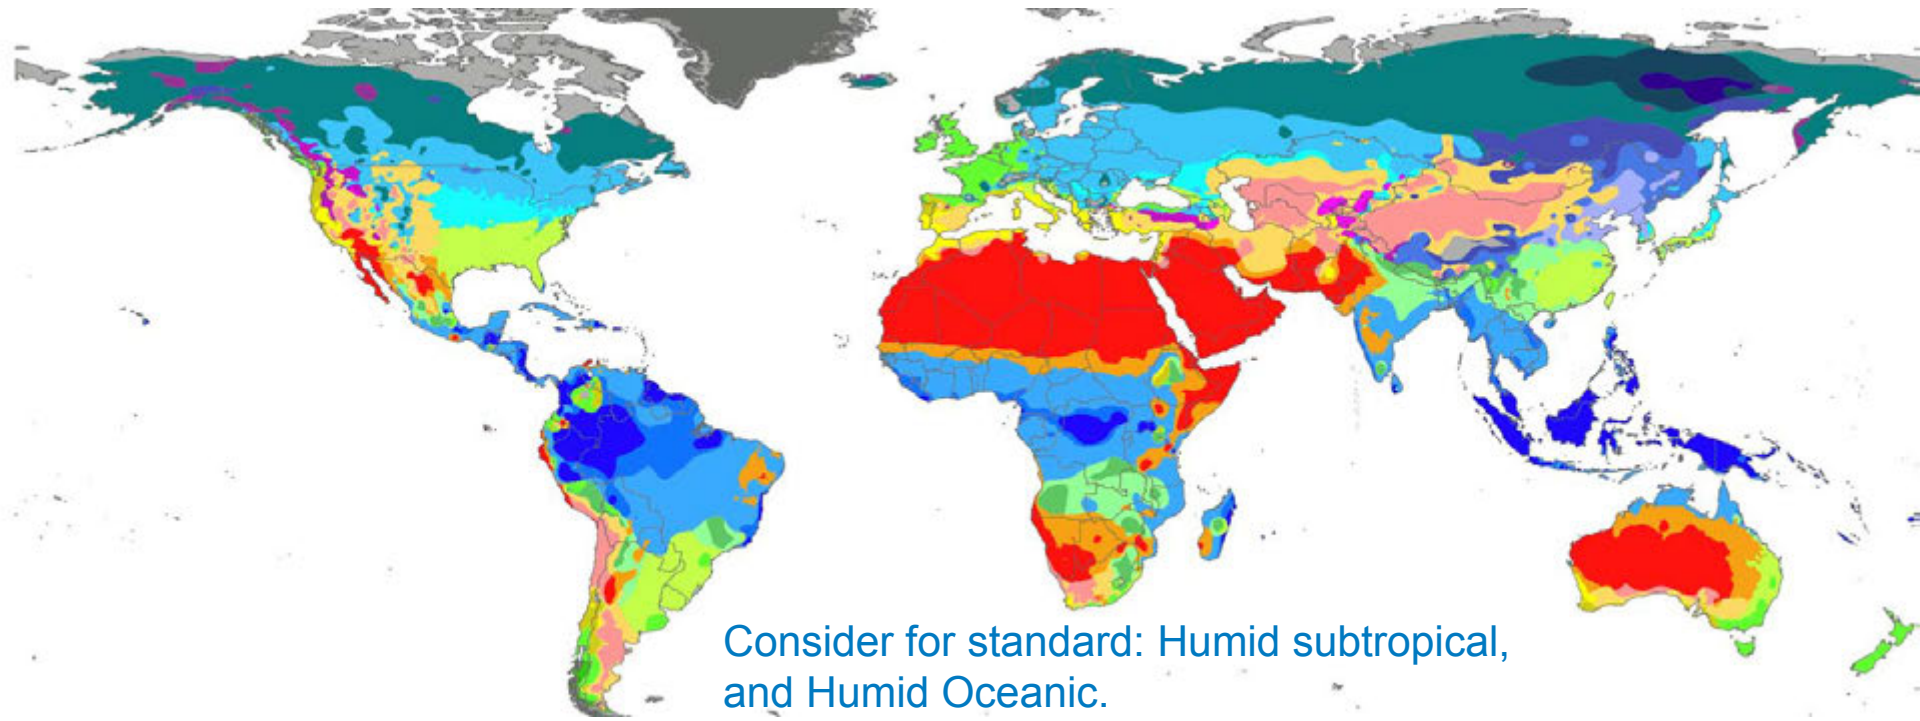 Consider for standard: Humid subtropical,
and Humid Oceanic.